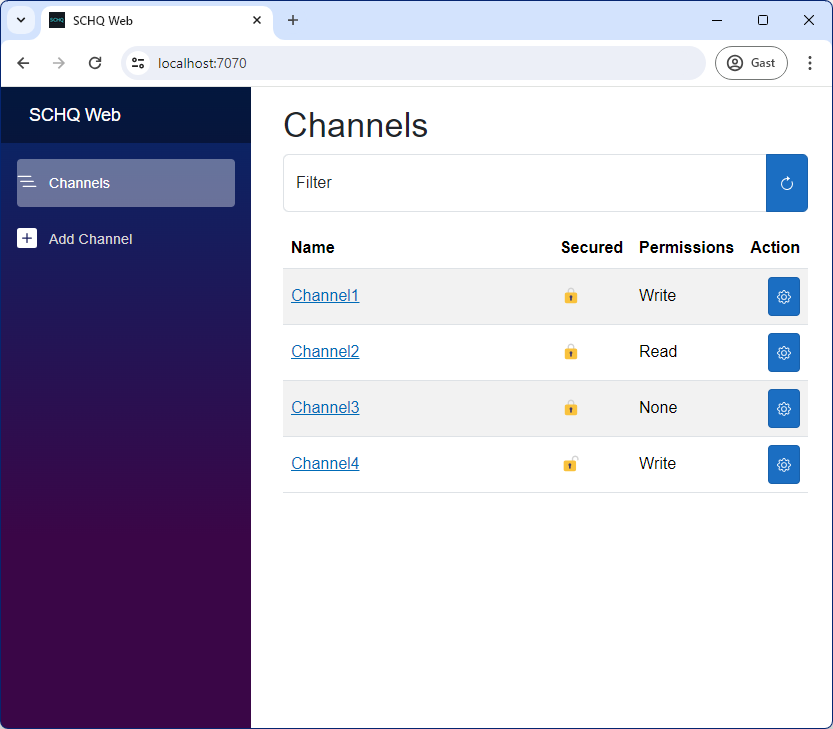 SCHQ Web
localhost:7070
Gast
SCHQ Web
Channels
Add Channel
Channels
Filter
Name Secured Permissions Action
Channel1 Write
Channel2 Read
Channel3 None
Channel4 Write